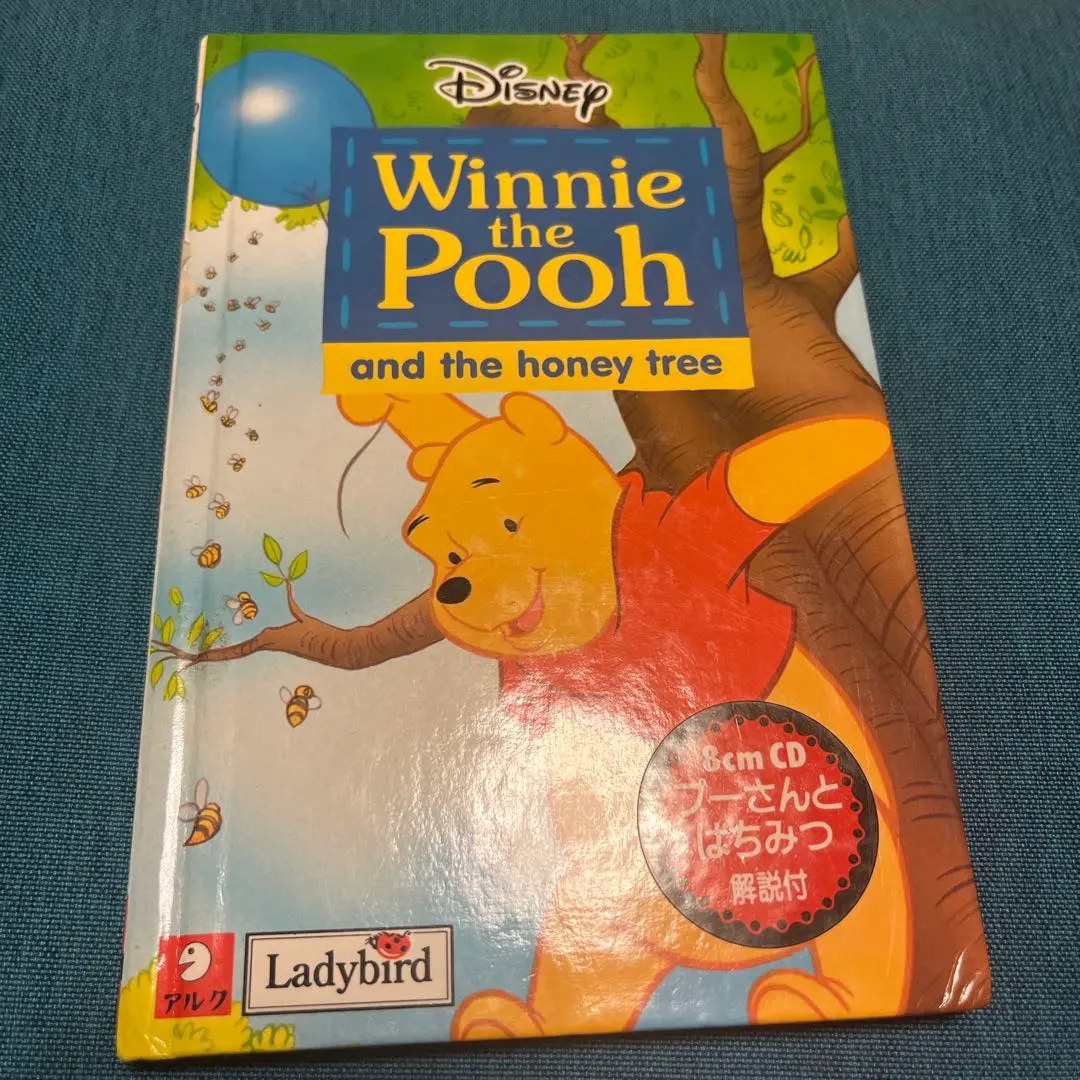 Disney
Winnie
the
Pooh
and the honey tree
8cm CD
プーさんと
はちみつ
解説付
アルク
Ladybird